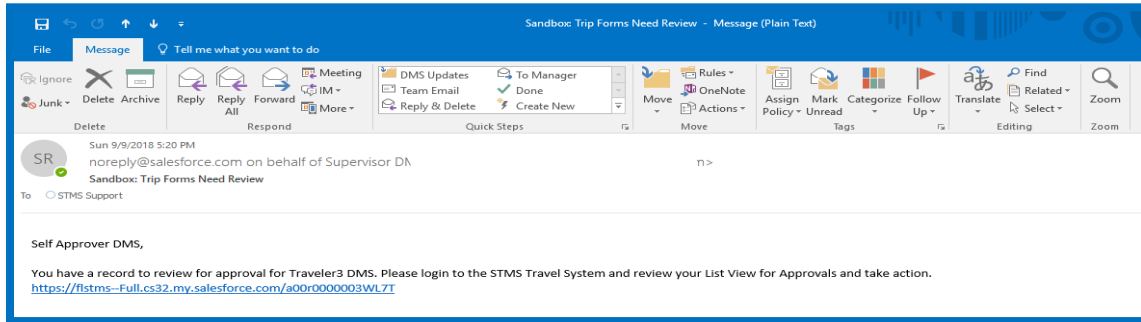 Sandbox: Trip Forms Need Review - Message (Plain Text)
File Message Tell me what you want to do
Ignore
Junk
Delete Archive
Reply Reply All Forward
Meeting
IM
More
DMS Updates To Manager
Team Email Done
Reply & Delete Create New
Move
Rules
OneNote
Actions
Assign Policy Mark Unread Categorize Follow Up
Translate
Find
Related
Select
Zoom
Delete Respond Quick Steps Move Tags Editing Zoom
Sun 9/9/2018 5:20 PM
SR
noreply@salesforce.com on behalf of Supervisor n>
Sandbox: Trip Forms Need Review
To STMS Support
Self Approver DMS,
You have a record to review for approval for Traveler3 DMS. Please login to the STMS Travel System and review your List View for Approvals and take action.
https://flstms--Full.cs32.my.salesforce.com/a00r0000003WL7T